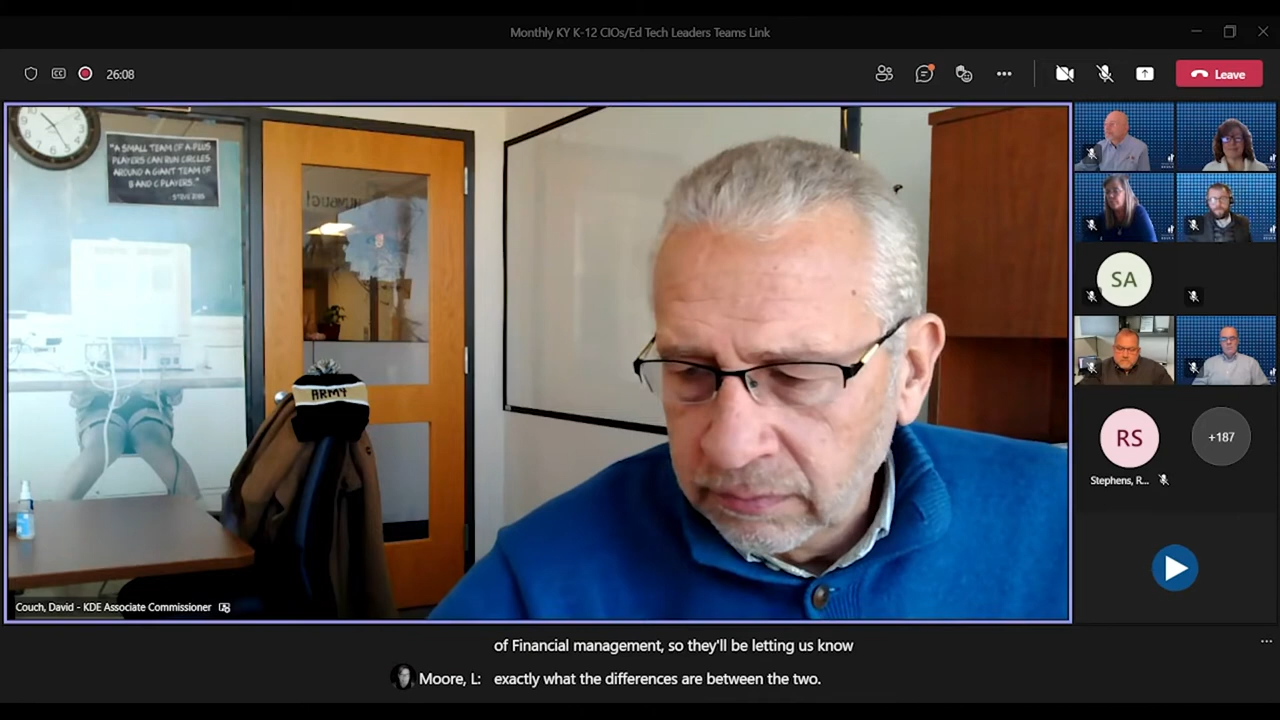 Monthly KY K-12 CIOs/Ed Tech Leaders Teams Link
CC
26:08
Leave
"A SMALL TEAM OF A-PLUS
PLAYERS CAN RUN CIRCLES
AROUND A GIANT TEAM OF
B AND C PLAYERS."
ARMY
SA
RS
+187
Stephens, R...
Couch, David - KDE Associate Commissioner
of Financial management, so they'll be letting us know
Moore, L: exactly what the differences are between the two.